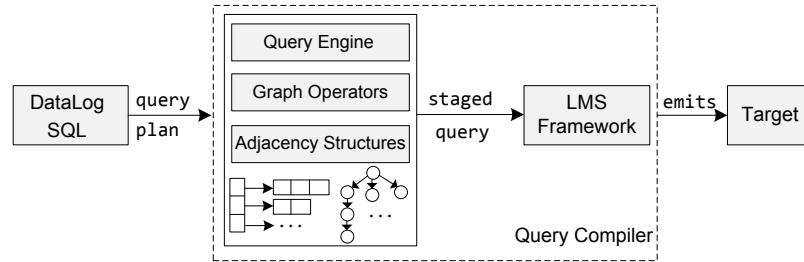 DataLog
SQL
query
plan
Query Engine
Graph Operators
Adjacency Structures
...
...
staged
query
LMS
Framework
emits
Target
Query Compiler